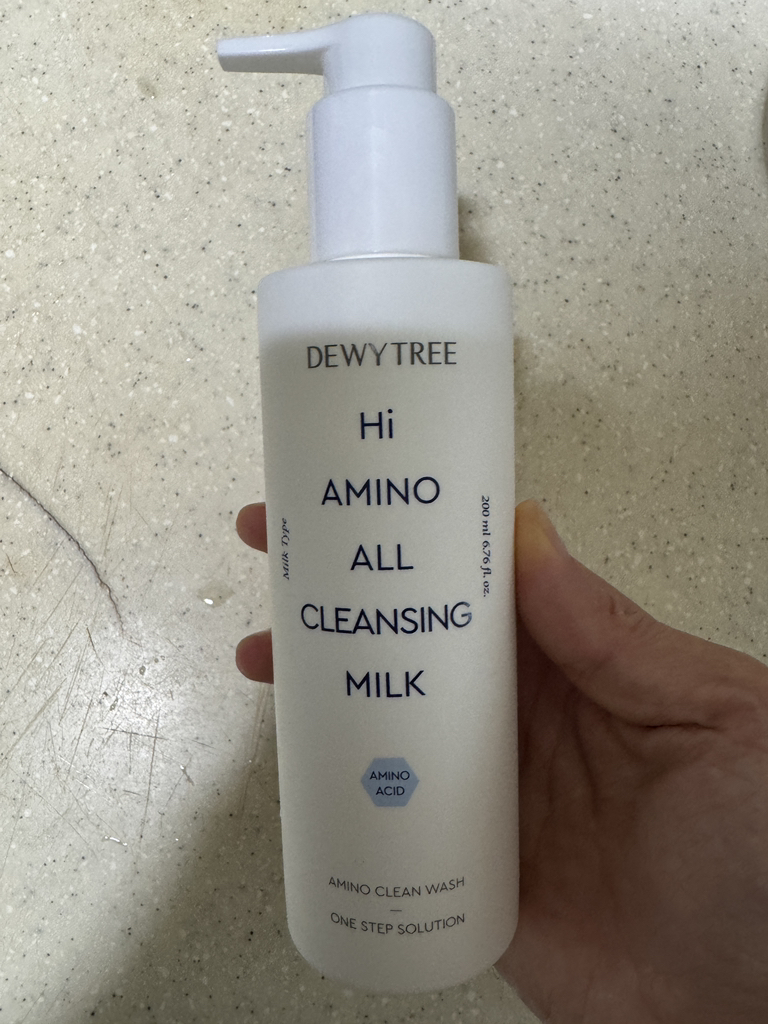 DEWYTREE
Hi
AMINO
ALL
CLEANSING
MILK
Milk Type
200 ml 6.76 fl. oz.
AMINO
ACID
AMINO CLEAN WASH
—
ONE STEP SOLUTION